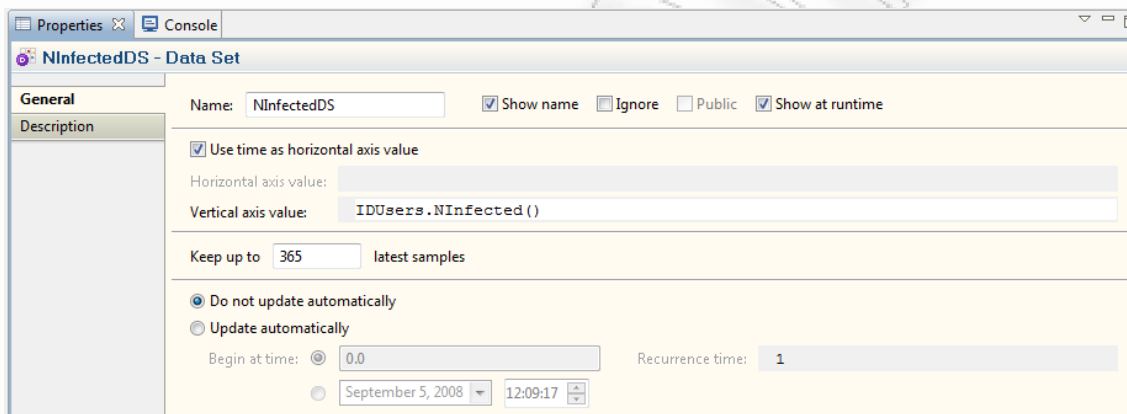 Properties Console
NInfectedDS - Data Set
General
Description
Name: NInfectedDS Show name Ignore Public Show at runtime
Use time as horizontal axis value
Horizontal axis value:
Vertical axis value: IDUsers.NInfected()
Keep up to 365 latest samples
Do not update automatically
Update automatically
Begin at time: 0.0 Recurrence time: 1
September 5, 2008 12:09:17